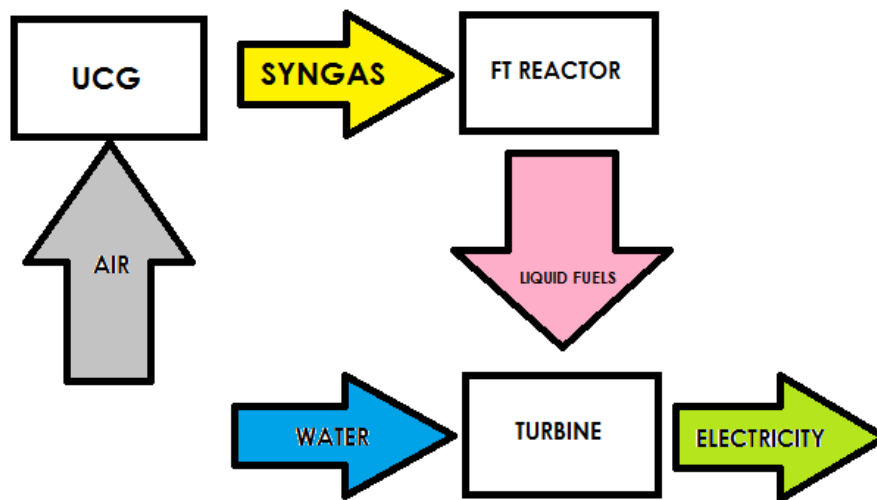 UCG
SYNGAS
FT REACTOR
AIR
LIQUID FUELS
WATER
TURBINE
ELECTRICITY